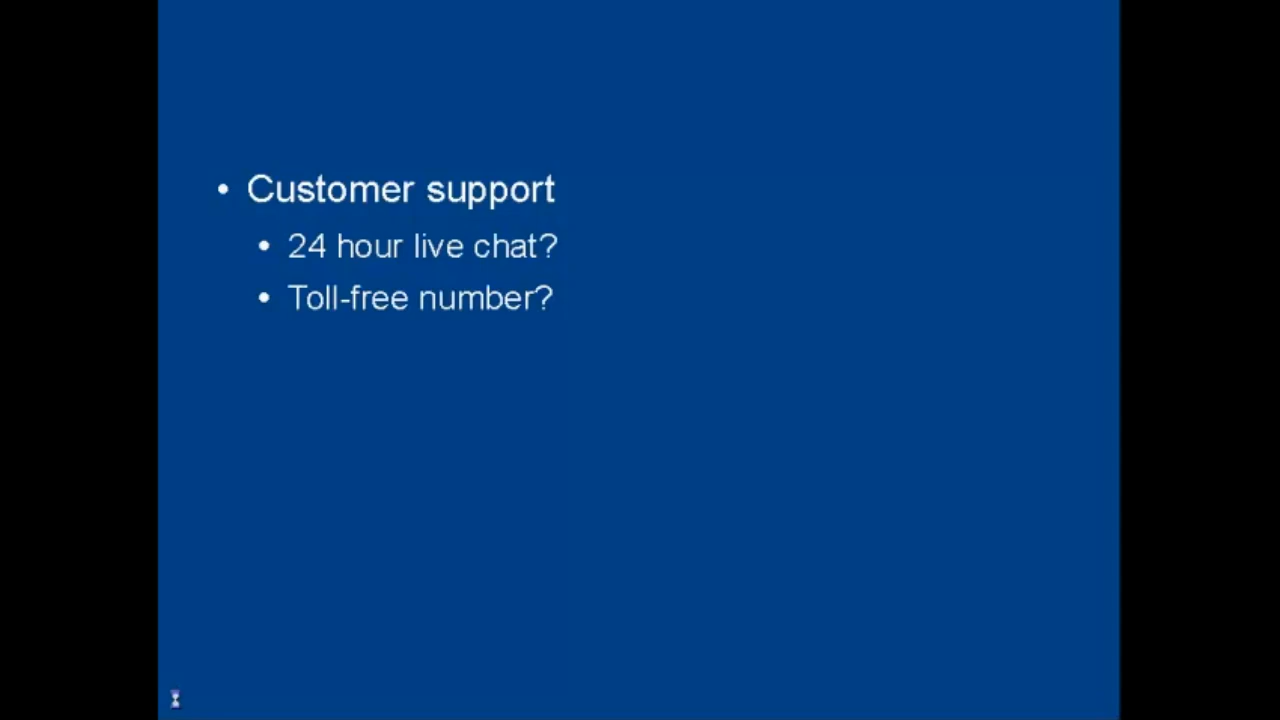 • Customer support
• 24 hour live chat?
• Toll-free number?